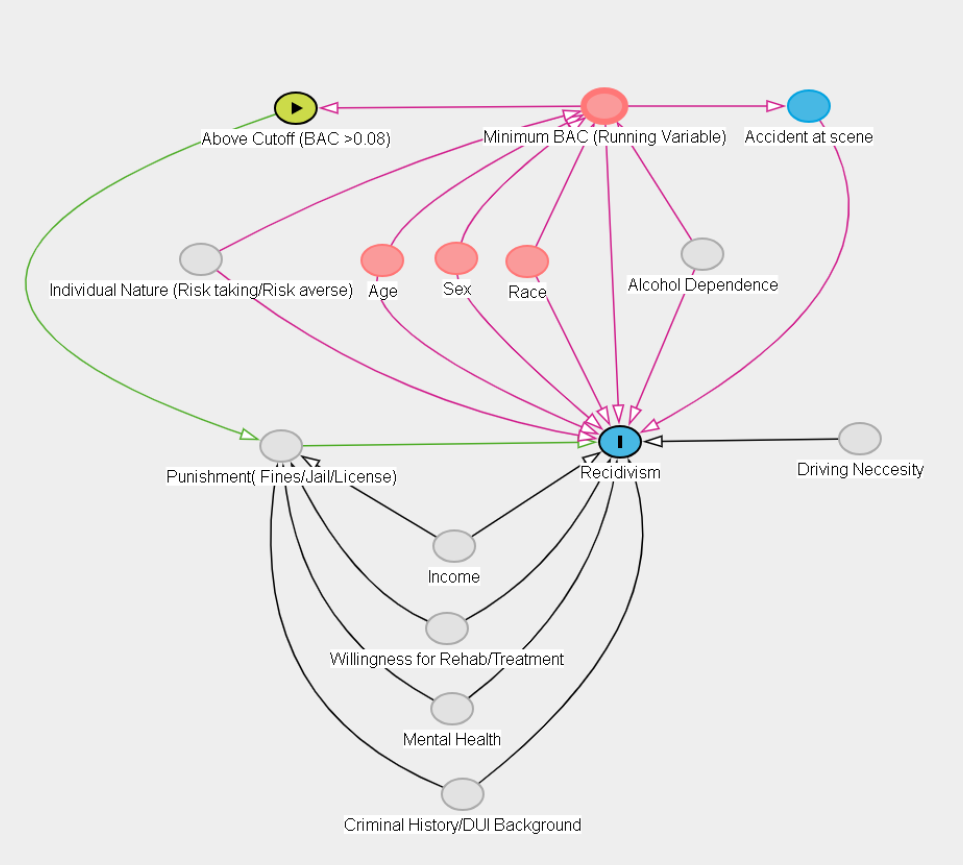 Above Cutoff (BAC >0.08)
Minimum BAC (Running Variable)
Accident at scene
Individual Nature (Risk taking/Risk averse)
Age
Sex
Race
Alcohol Dependence
Punishment( Fines/Jail/License)
Recidivism
Driving Neccesity
Income
Willingness for Rehab/Treatment
Mental Health
Criminal History/DUI Background